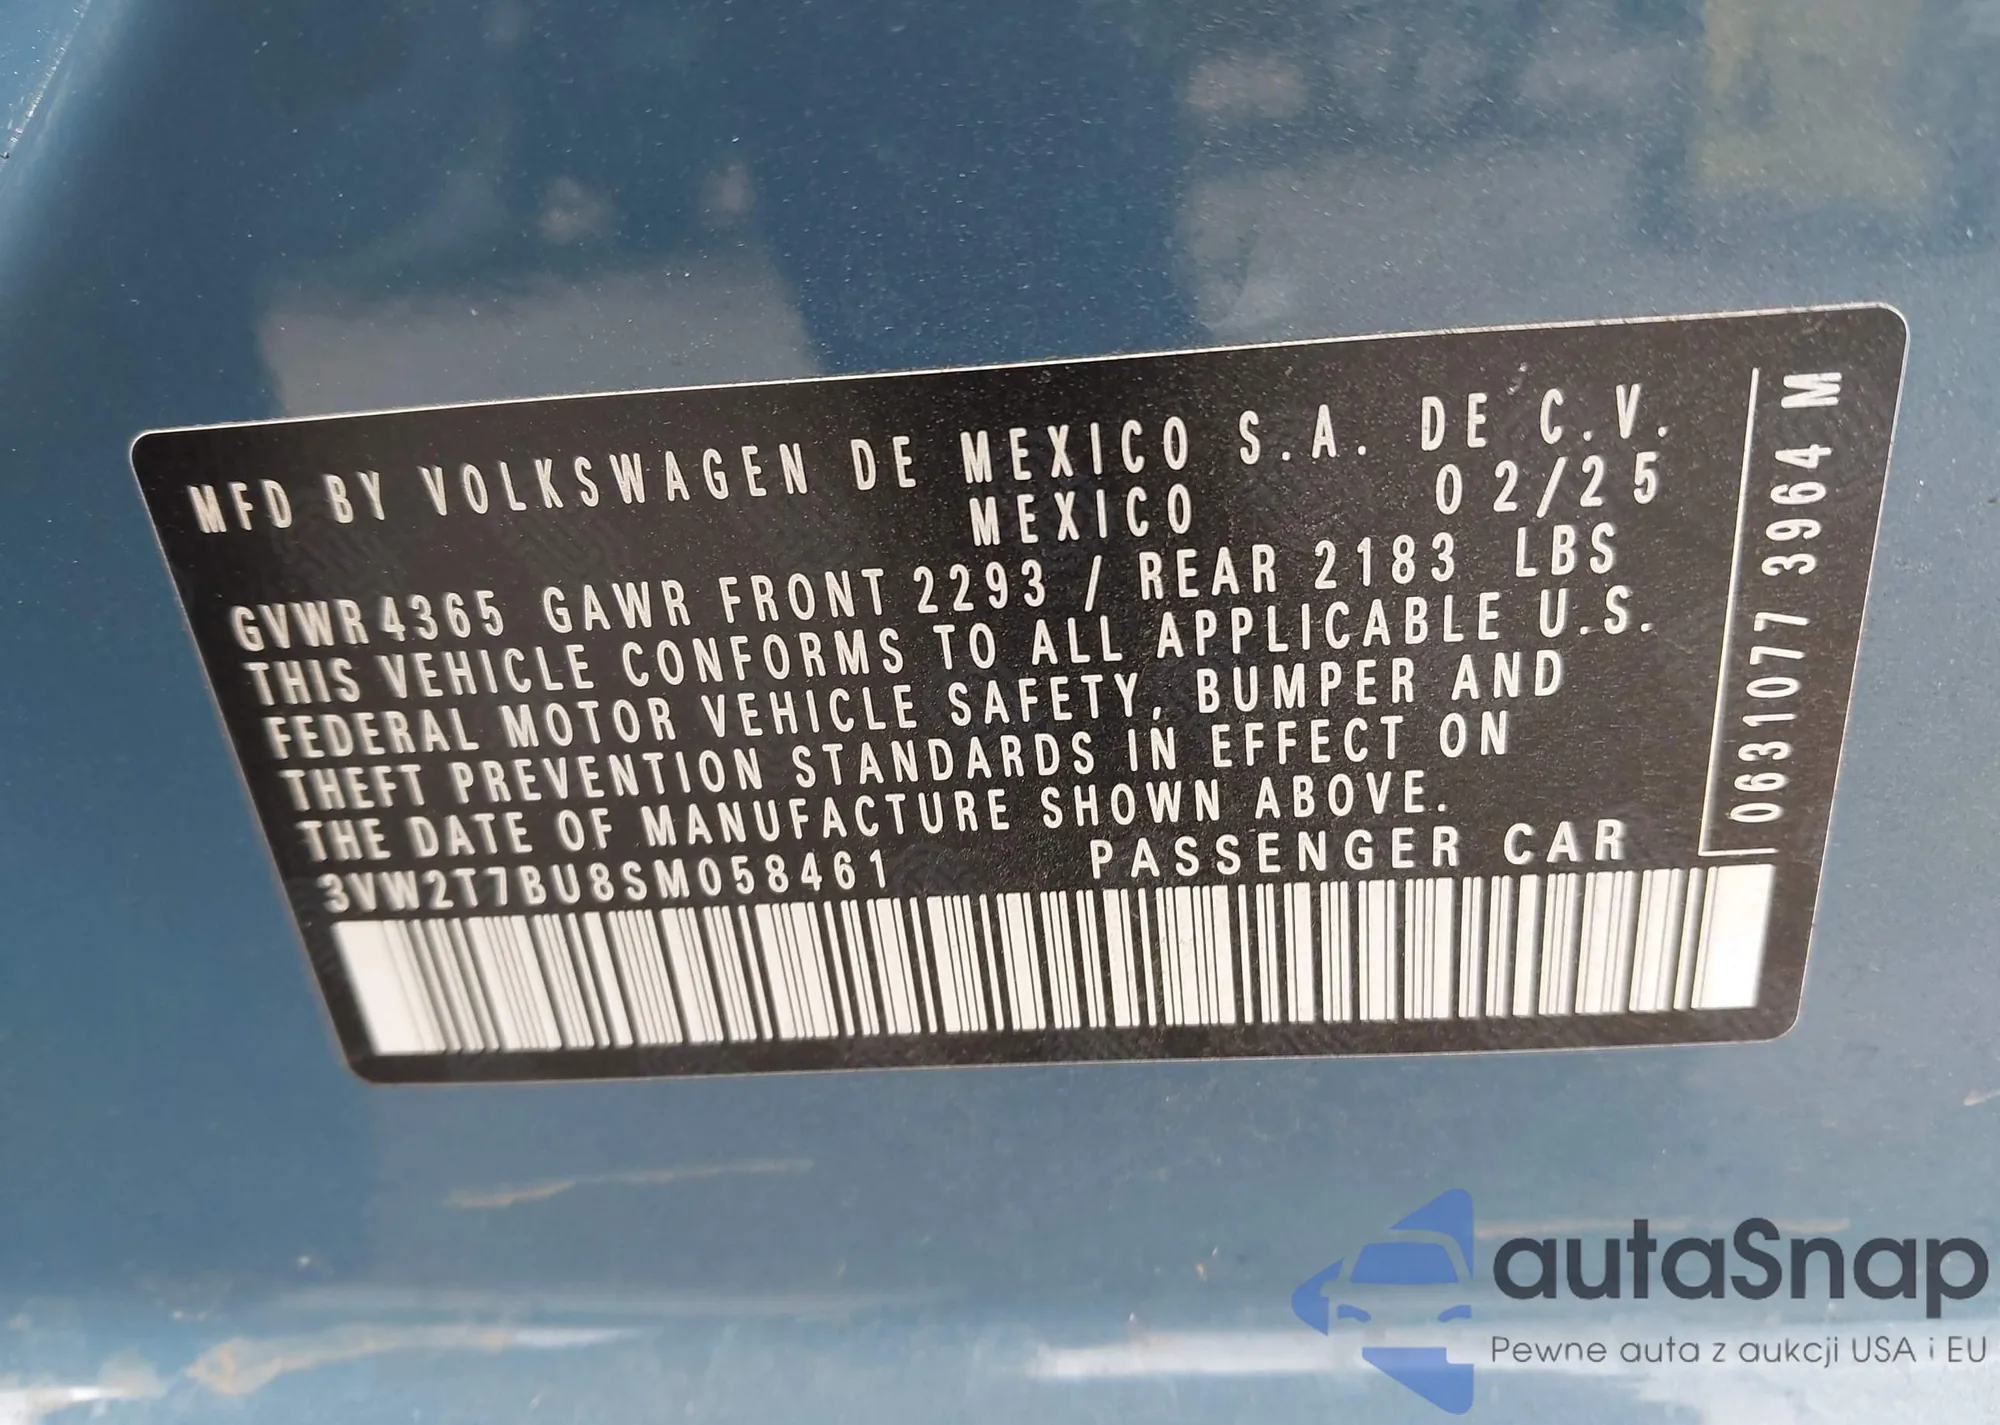 MFD BY VOLKSWAGEN DE MEXICO S.A. DE C.V.
MEXICO 02/25
GVWR 4365 GAWR FRONT 2293 / REAR 2183 LBS
THIS VEHICLE CONFORMS TO ALL APPLICABLE U.S.
FEDERAL MOTOR VEHICLE SAFETY, BUMPER AND
THEFT PREVENTION STANDARDS IN EFFECT ON
THE DATE OF MANUFACTURE SHOWN ABOVE.
3VW2T7BU8SM058461 PASSENGER CAR
0631077 3964 M
autaSnap
Pewne auta z aukcji USA i EU